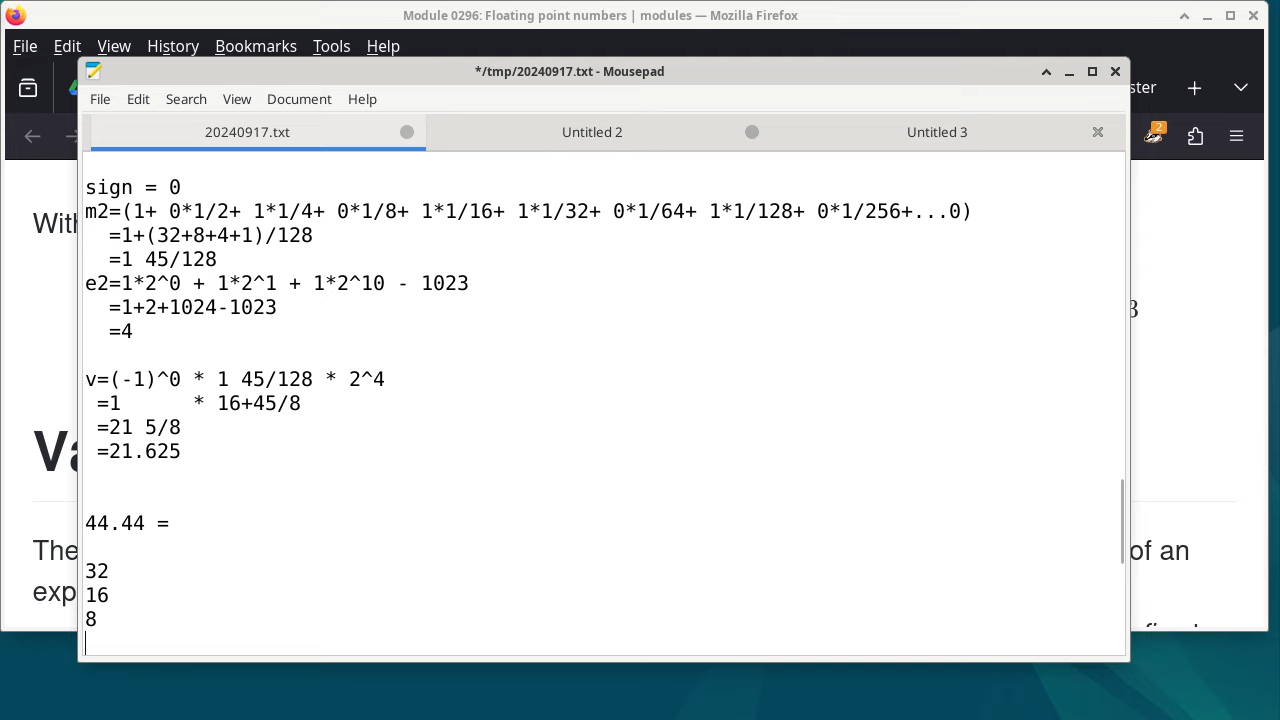 Module 0296: Floating point numbers | modules — Mozilla Firefox
File Edit View History Bookmarks Tools Help
*/tmp/20240917.txt - Mousepad
ster
File Edit Search View Document Help
2
20240917.txt Untitled 2 Untitled 3
sign = 0
m2=(1+ 0*1/2+ 1*1/4+ 0*1/8+ 1*1/16+ 1*1/32+ 0*1/64+ 1*1/128+ 0*1/256+...0)
=1+(32+8+4+1)/128
=1 45/128
e2=1*2^0 + 1*2^1 + 1*2^10 - 1023
=1+2+1024-1023
=4
v=(-1)^0 * 1 45/128 * 2^4
=1      * 16+45/8
=21 5/8
=21.625
44.44 =
The of an
32
16
exp
8